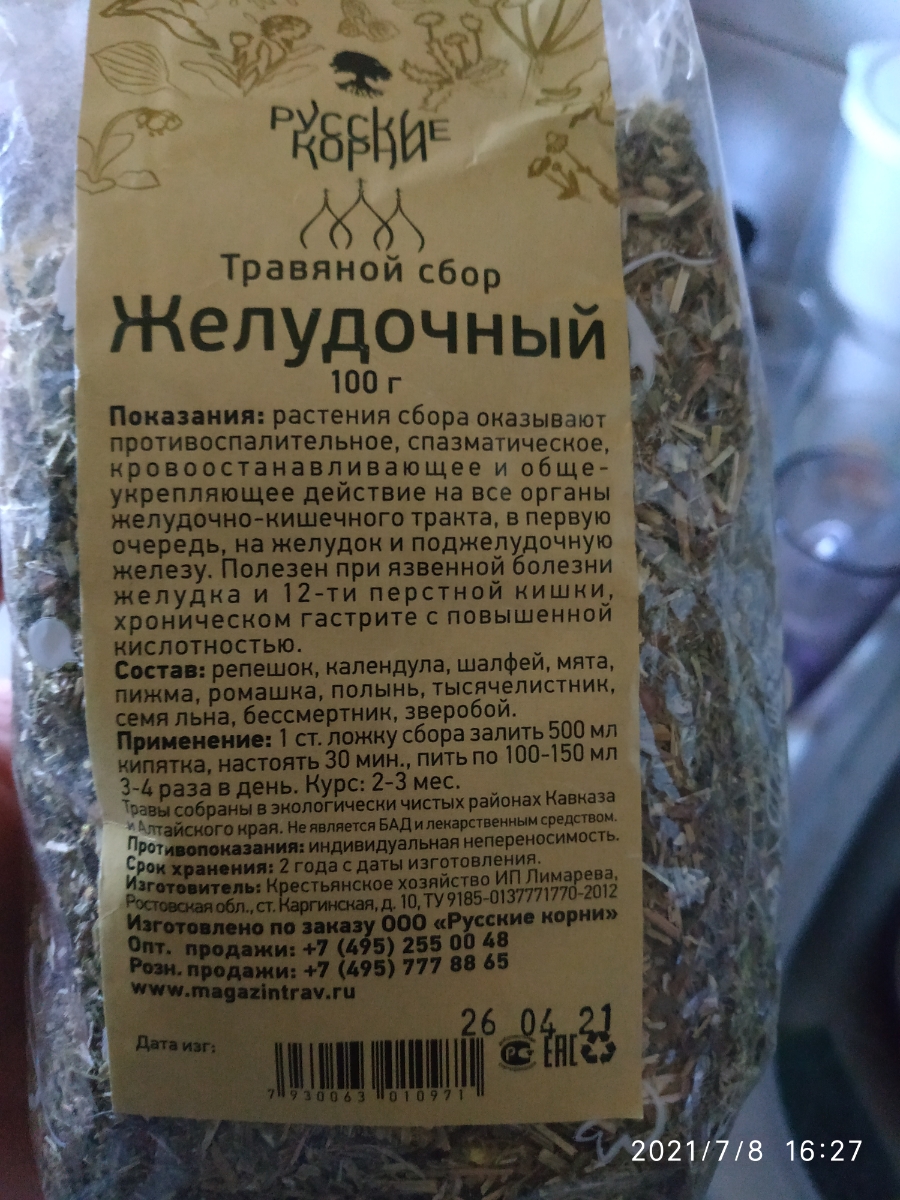 РУССКИЕ
КОРНИ
Травяной сбор
Желудочный
100 г
Показания: растения сбора оказывают
противоспалительное, спазматическое,
кровоостанавливающее и обще-
укрепляющее действие на все органы
желудочно-кишечного тракта, в первую
очередь, на желудок и поджелудочную
железу. Полезен при язвенной болезни
желудка и 12-ти перстной кишки,
хроническом гастрите с повышенной
кислотностью.
Состав: репешок, календула, шалфей, мята,
пижма, ромашка, полынь, тысячелистник,
семя льна, бессмертник, зверобой.
Применение: 1 ст. ложку сбора залить 500 мл
кипятка, настоять 30 мин., пить по 100-150 мл
3-4 раза в день. Курс: 2-3 мес.
Травы собраны в экологически чистых районах Кавказа
и Алтайского края. Не является БАД и лекарственным средством.
Противопоказания: индивидуальная непереносимость.
Срок хранения: 2 года с даты изготовления.
Изготовитель: Крестьянское хозяйство ИП Лимарева,
Ростовская обл., ст. Каргинская, д. 10, ТУ 9185-0137771770-2012
Изготовлено по заказу ООО «Русские корни»
Опт. продажи: +7 (495) 255 00 48
Розн. продажи: +7 (495) 777 88 65
www.magazintrav.ru
26 04 21
Дата изг:
РСТ EAC
7 930063 010971
2021/7/8 16:27